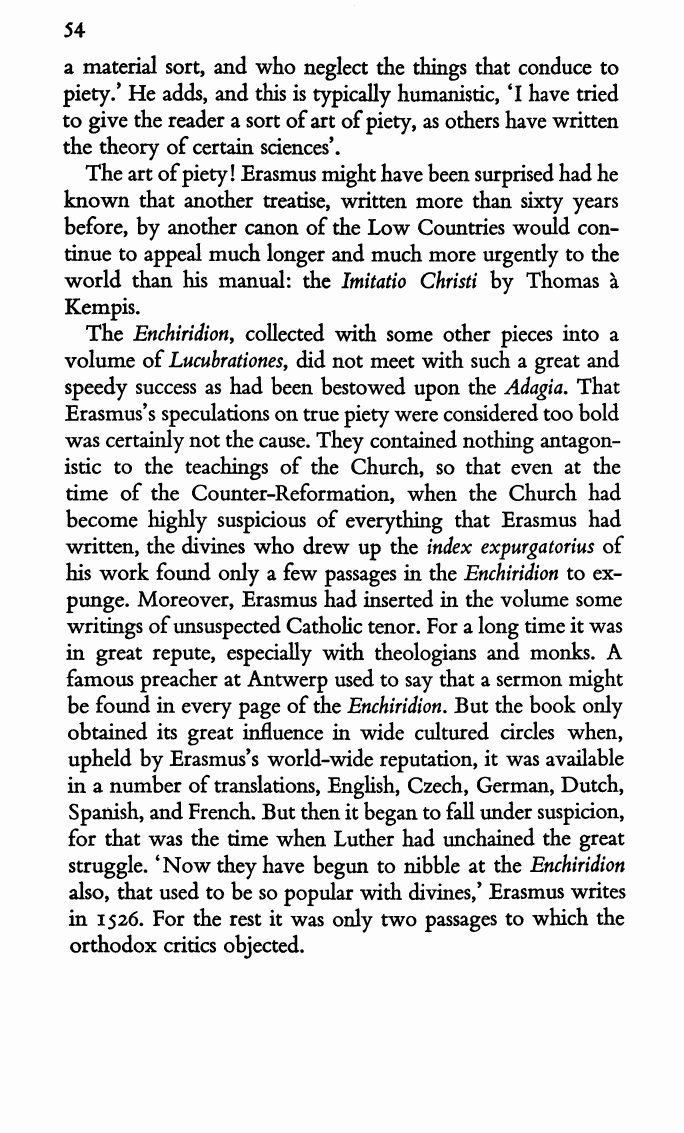 54
a material sort, and who neglect the things that conduce to
piety.’ He adds, and this is typically humanistic, ‘I have tried
to give the reader a sort of art of piety, as others have written
the theory of certain sciences’.
The art of piety! Erasmus might have been surprised had he
known that another treatise, written more than sixty years
before, by another canon of the Low Countries would con-
tinue to appeal much longer and much more urgently to the
world than his manual: the Imitatio Christi by Thomas à
Kempis.
The Enchiridion, collected with some other pieces into a
volume of Lucubrationes, did not meet with such a great and
speedy success as had been bestowed upon the Adagia. That
Erasmus’s speculations on true piety were considered too bold
was certainly not the cause. They contained nothing antagon-
istic to the teachings of the Church, so that even at the
time of the Counter-Reformation, when the Church had
become highly suspicious of everything that Erasmus had
written, the divines who drew up the index expurgatorius of
his work found only a few passages in the Enchiridion to ex-
punge. Moreover, Erasmus had inserted in the volume some
writings of unsuspected Catholic tenor. For a long time it was
in great repute, especially with theologians and monks. A
famous preacher at Antwerp used to say that a sermon might
be found in every page of the Enchiridion. But the book only
obtained its great influence in wide cultured circles when,
upheld by Erasmus’s world-wide reputation, it was available
in a number of translations, English, Czech, German, Dutch,
Spanish, and French. But then it began to fall under suspicion,
for that was the time when Luther had unchained the great
struggle. ‘Now they have begun to nibble at the Enchiridion
also, that used to be so popular with divines,’ Erasmus writes
in 1526. For the rest it was only two passages to which the
orthodox critics objected.